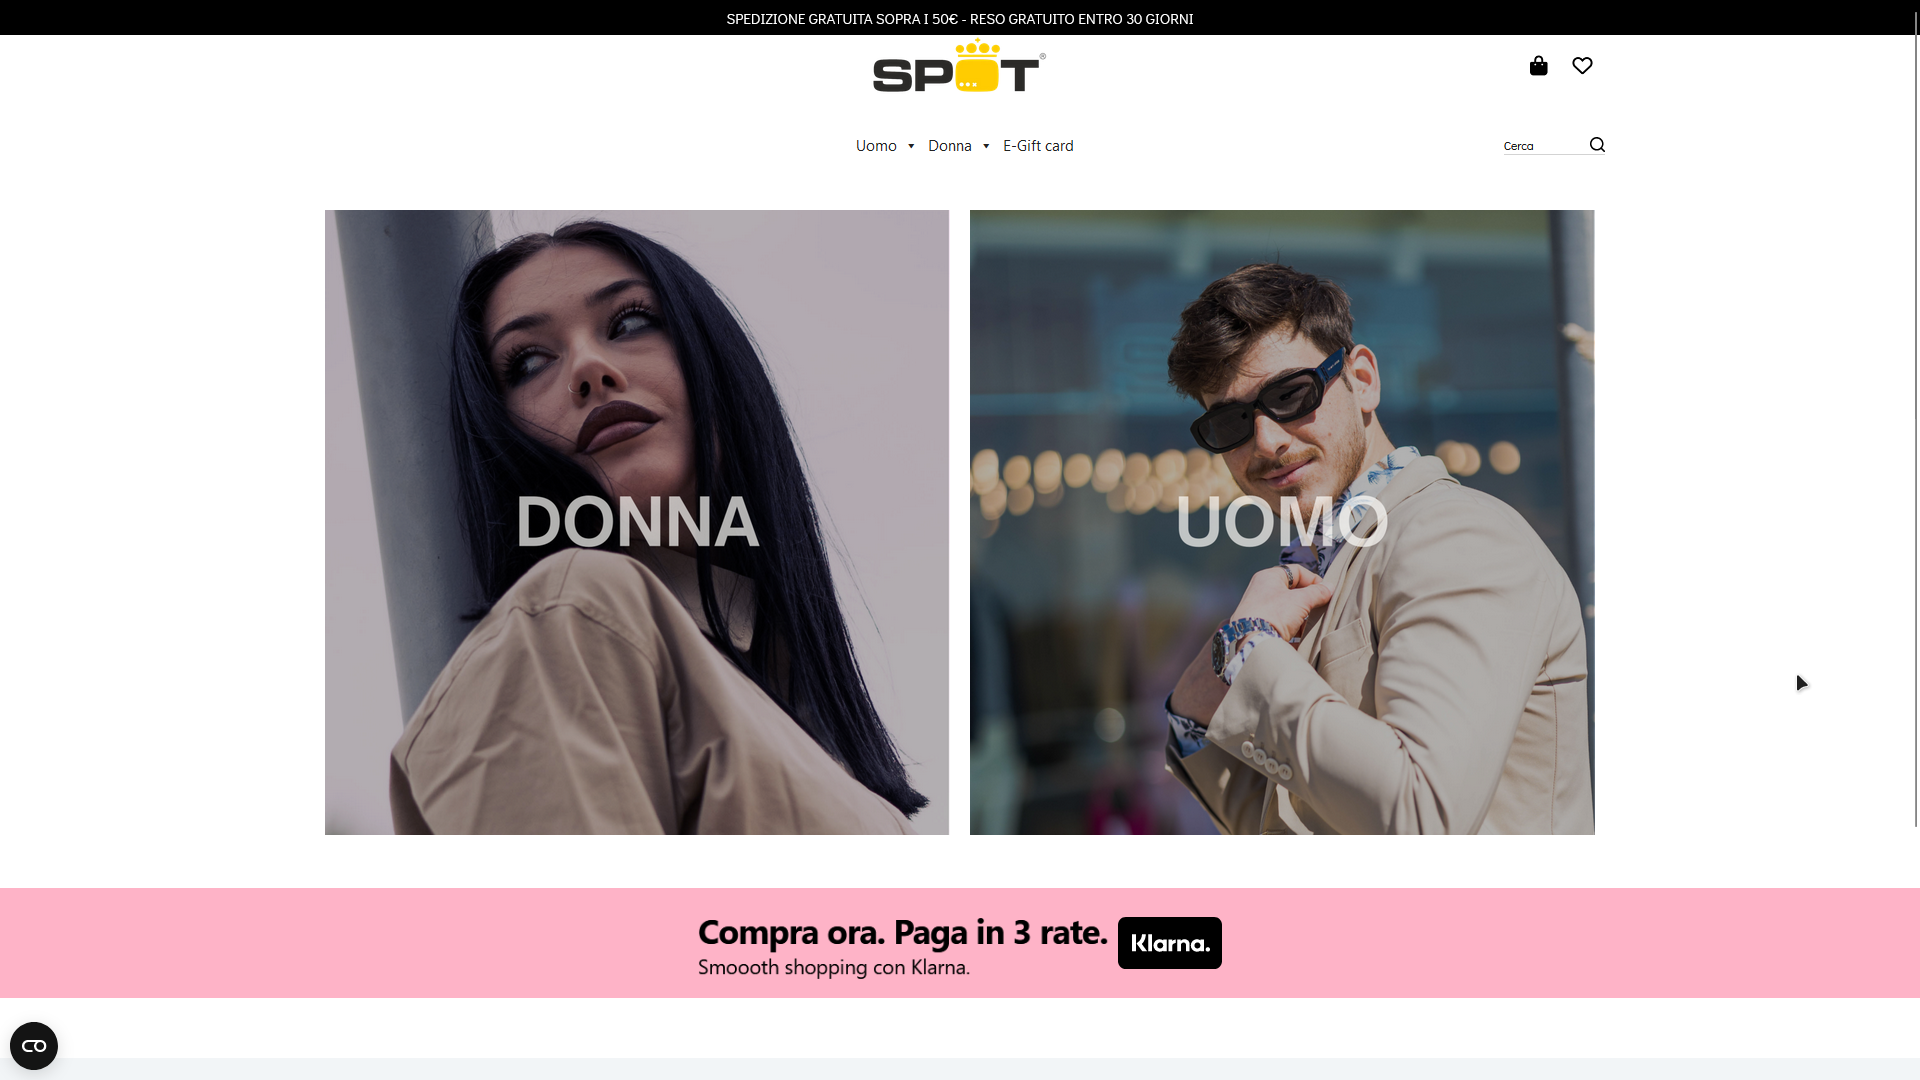 SPEDIZIONE GRATUITA SOPRA I 50€ - RESO GRATUITO ENTRO 30 GIORNI
SPOT®
Uomo
Donna
E-Gift card
Cerca
DONNA
UOMO
Compra ora. Paga in 3 rate.
Smoooth shopping con Klarna.
Klarna.